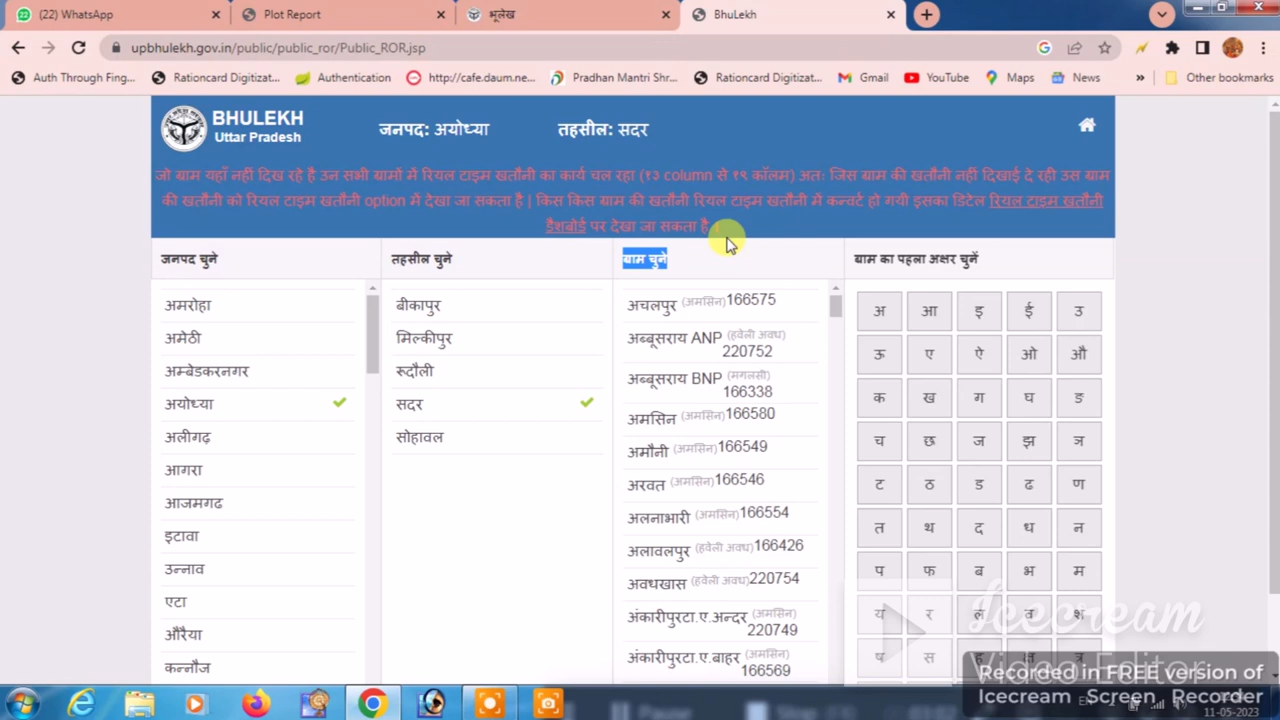 (22) WhatsApp
Plot Report
भूलेख
BhuLekh
upbhulekh.gov.in/public/public_ror/Public_ROR.jsp
Auth Through Fing...
Rationcard Digitizat...
Authentication
http://cafe.daum.ne...
Pradhan Mantri Shr...
Rationcard Digitizat...
Gmail
YouTube
Maps
News
»
Other bookmarks
BHULEKH
Uttar Pradesh
जनपद: अयोध्या
तहसील: सदर
जो ग्राम यहाँ नहीं दिख रहे है उन सभी ग्रामों में रियल टाइम खतौनी का कार्य चल रहा (१३ column से १९ कॉलम) अतः जिस ग्राम की खतौनी नहीं दिखाई दे रही उस ग्राम
की खतौनी को रियल टाइम खतौनी option में देखा जा सकता है | किस किस ग्राम की खतौनी रियल टाइम खतौनी में कन्वर्ट हो गयी इसका डिटेल रियल टाइम खतौनी
डैशबोर्ड पर देखा जा सकता है ।
जनपद चुने
तहसील चुने
ग्राम चुने
ग्राम का पहला अक्षर चुनें
अमरोहा
अमेठी
अम्बेडकरनगर
अयोध्या
अलीगढ़
आगरा
आजमगढ
इटावा
उन्नाव
एटा
औरैया
कन्नौज
बीकापुर
मिल्कीपुर
रूदौली
सदर
सोहावल
अचलपुर (अमसिन)166575
अब्बूसराय ANP (हवेली अवध)
220752
अब्बूसराय BNP (मगलसी)
166338
अमसिन (अमसिन)166580
अमौनी (अमसिन)166549
अरवत (अमसिन)166546
अलनाभारी (अमसिन)166554
अलावलपुर (हवेली अवध)166426
अवधखास (हवेली अवध)220754
अंकारीपुरटा.ए.अन्दर (अमसिन)
220749
अंकारीपुरटा.ए.बाहर (अमसिन)
166569
अ आ इ ई उ
ऊ ए ऐ ओ औ
क ख ग घ ङ
च छ ज झ ञ
ट ठ ड ढ ण
त थ द ध न
प फ ब भ म
य र ल व श
ष स ह क्ष त्र
Icecream
Video Editor
Recorded in FREE version of
Icecream Screen Recorder
Pause
Stop
11-05-2023